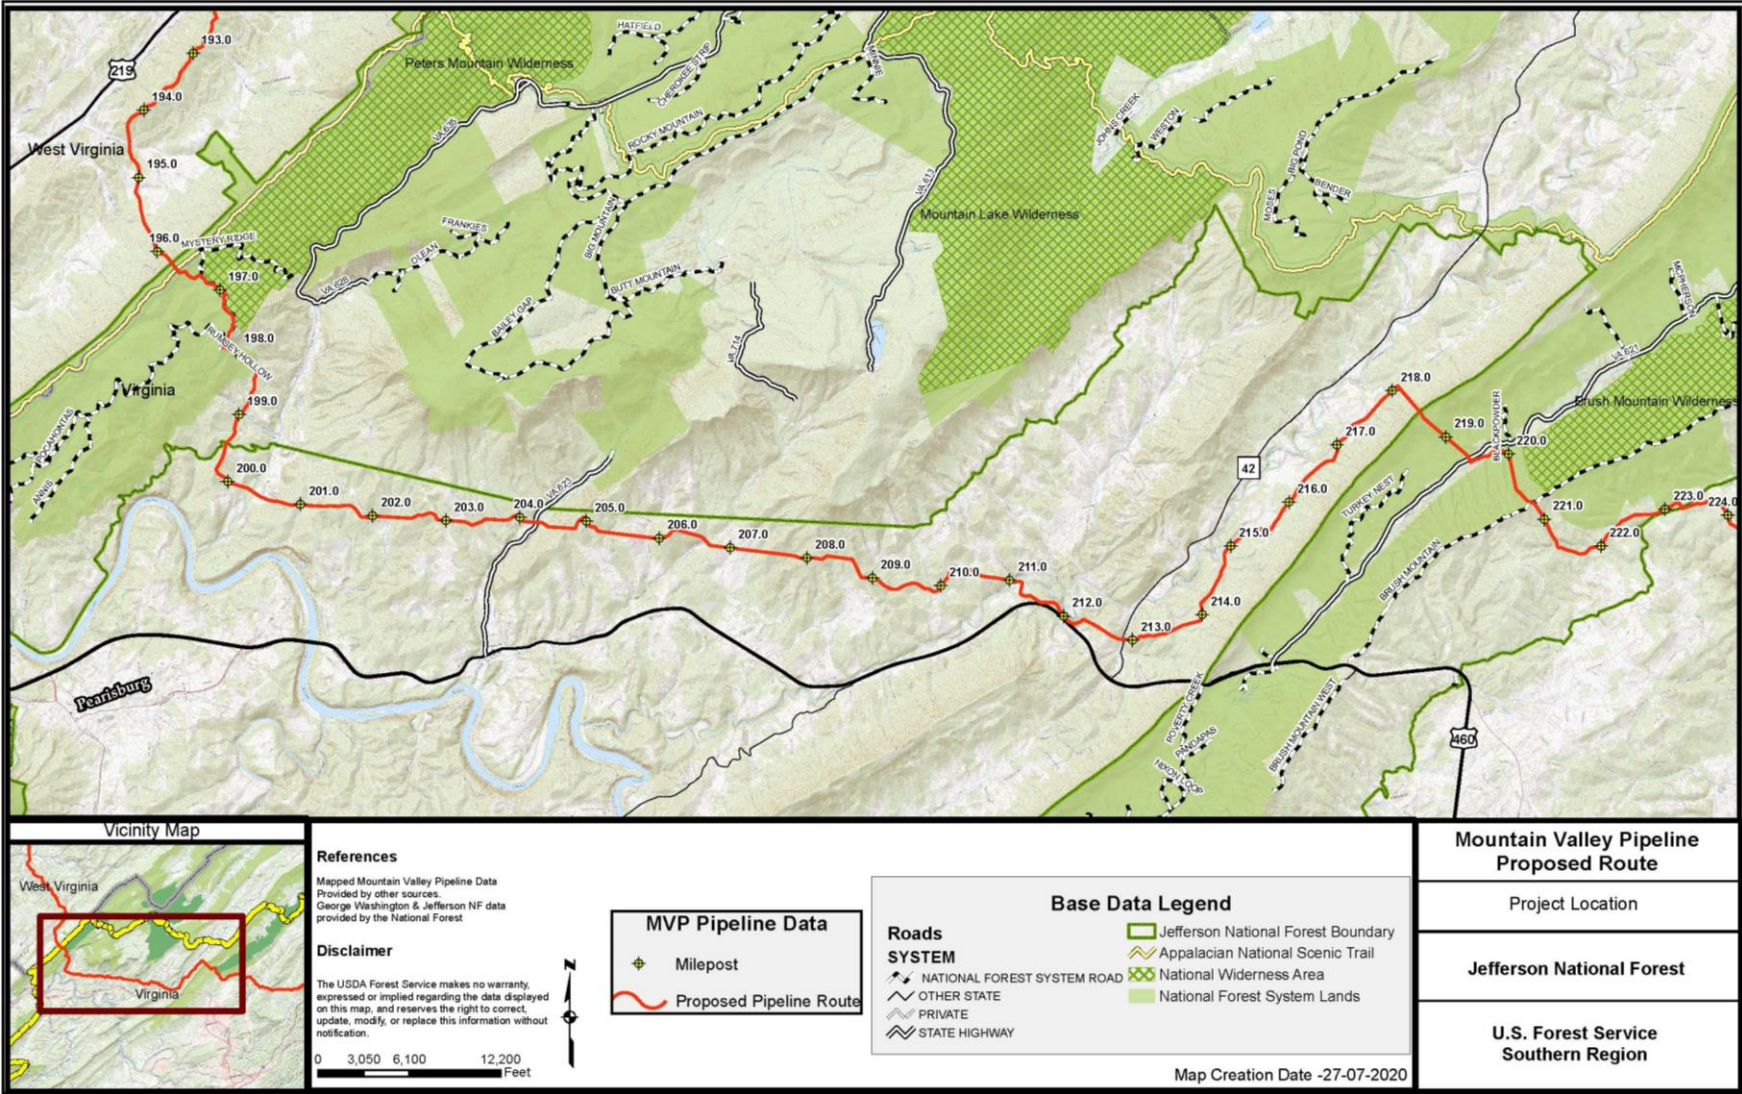 HATFIELD
193.0
Peters Mountain Wilderness
CHEROKEE STRIP
MINNIE
219
194.0
VA 635
ROCKY MOUNTAIN
JOHNS CREEK
WESTON
BIG POND
West Virginia
195.0
VA 613
MOSES
BENDER
Mountain Lake Wilderness
FRANKIES
BIG MOUNTAIN
196.0
MYSTERY RIDGE
OLEAN
197.0
VA 628
BUTT MOUNTAIN
MCPHERSON
BAILEY GAP
198.0
RUMSEY HOLLOW
VA 714
VA 621
Virginia
218.0
Brush Mountain Wilderness
199.0
BLACKPOWDER
POCAHONTAS
217.0
219.0
220.0
200.0
42
ANNIS
VA 623
TURKEY NEST
201.0
202.0
203.0
204.0
205.0
216.0
223.0
224.0
221.0
206.0
207.0
215.0
222.0
208.0
209.0
210.0
211.0
BRUSH MOUNTAIN
212.0
214.0
213.0
Pearisburg
POVERTY CREEK
BRUSH MOUNTAIN WEST
PANDAPAS
460
NIXON LOOP
Vicinity Map
West Virginia
Virginia
References
Mapped Mountain Valley Pipeline Data
Provided by other sources.
George Washington & Jefferson NF data
provided by the National Forest
Disclaimer
The USDA Forest Service makes no warranty,
expressed or implied regarding the data displayed
on this map, and reserves the right to correct,
update, modify, or replace this information without
notification.
0 3,050 6,100 12,200
Feet
N
MVP Pipeline Data
Milepost
Proposed Pipeline Route
Base Data Legend
Roads
SYSTEM
NATIONAL FOREST SYSTEM ROAD
OTHER STATE
PRIVATE
STATE HIGHWAY
Jefferson National Forest Boundary
Appalacian National Scenic Trail
National Widerness Area
National Forest System Lands
Map Creation Date -27-07-2020
Mountain Valley Pipeline
Proposed Route
Project Location
Jefferson National Forest
U.S. Forest Service
Southern Region